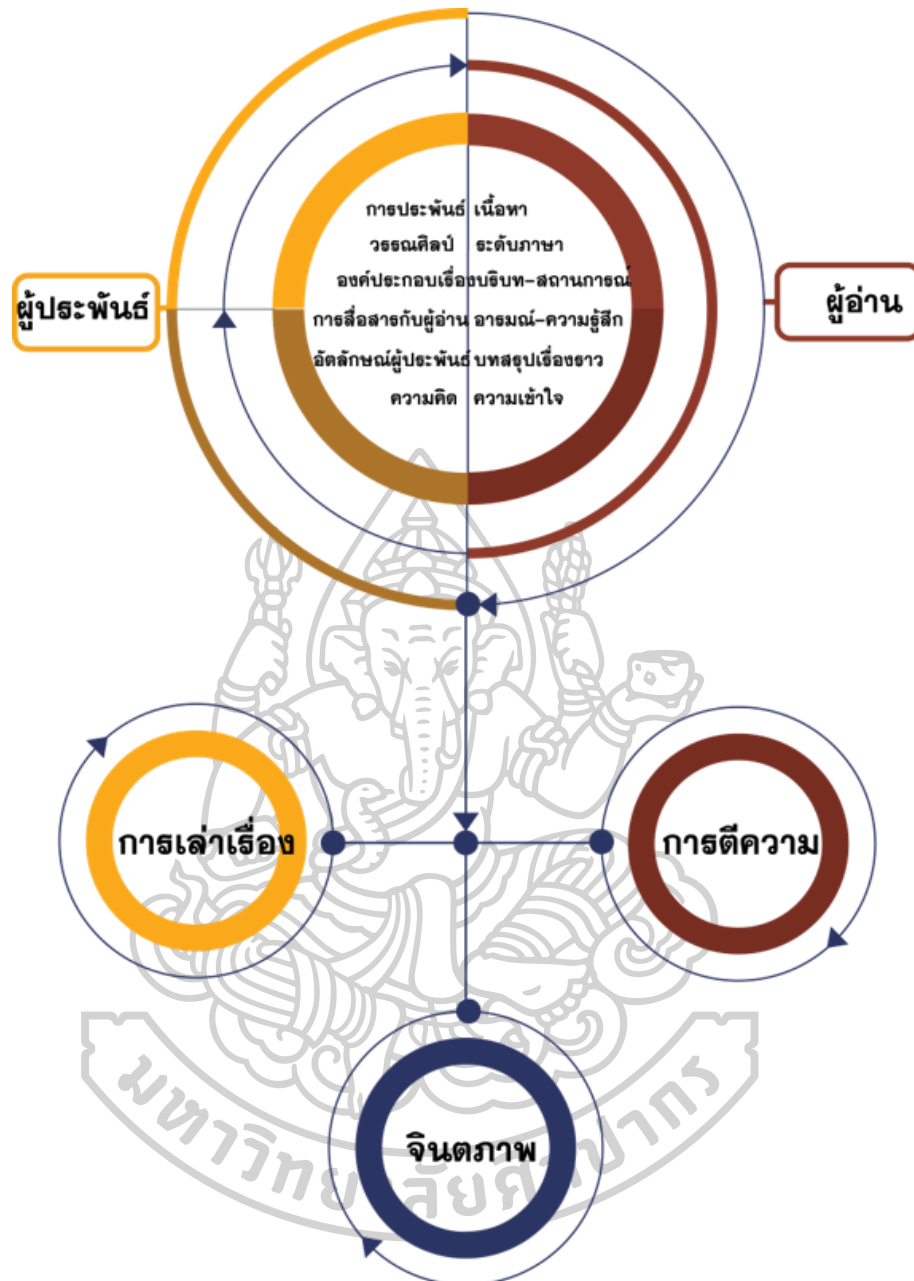 การประพันธ์ เนื้อหา
วรรณศิลป์ ระดับภาษา
องค์ประกอบเรื่อง บริบท-สถานการณ์
ผู้ประพันธ์
ผู้อ่าน
การสื่อสารกับผู้อ่าน อารมณ์-ความรู้สึก
อัตลักษณ์ผู้ประพันธ์ บทสรุปเรื่องราว
ความคิด ความเข้าใจ
การเล่าเรื่อง
การตีความ
จินตภาพ
มหาวิทยาลัยศิลปากร